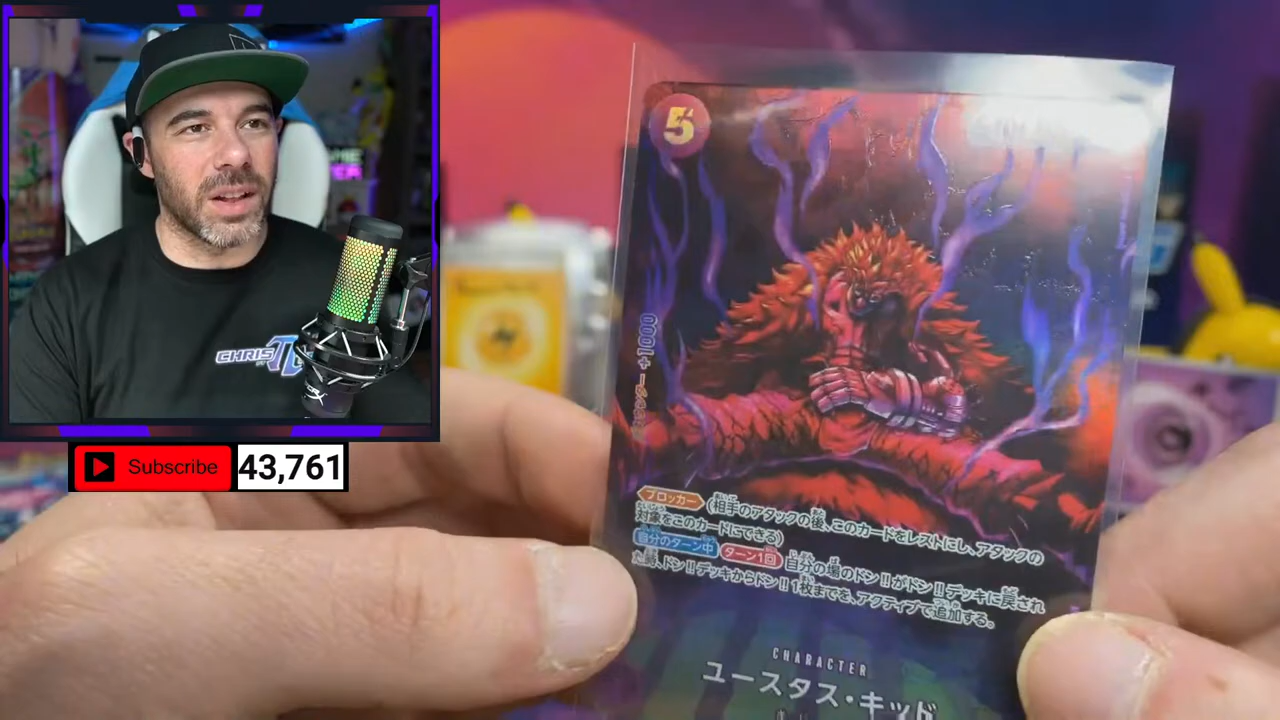 CHRIS
Subscribe
43,761
5
カウンター +1000
ブロッカー (相手のアタックの後、このカードをレストにし、アタックの
対象をこのカードにできる)
自分のターン中 ターン1回 自分の場のドン!!がドン!!デッキに戻され
た時、ドン!!デッキからドン!!1枚までを、アクティブで追加する。
CHARACTER
ユースタス・キッド